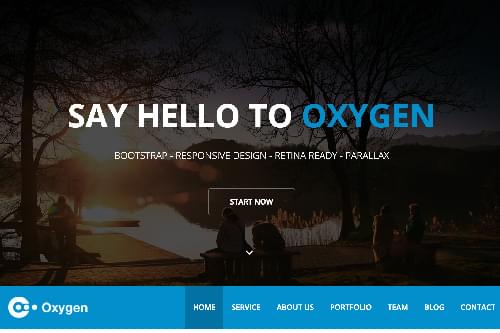 SAY HELLO TO OXYGEN
BOOTSTRAP - RESPONSIVE DESIGN - RETINA READY - PARALLAX
START NOW
Oxygen HOME SERVICE ABOUT US PORTFOLIO TEAM BLOG CONTACT